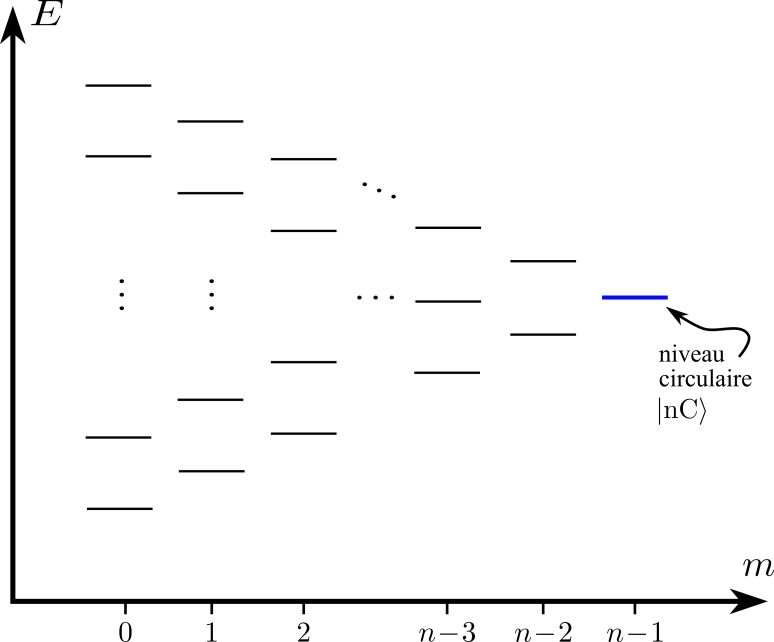 E
niveau
circulaire
|nC⟩
m
0 1 2 n−3 n−2 n−1